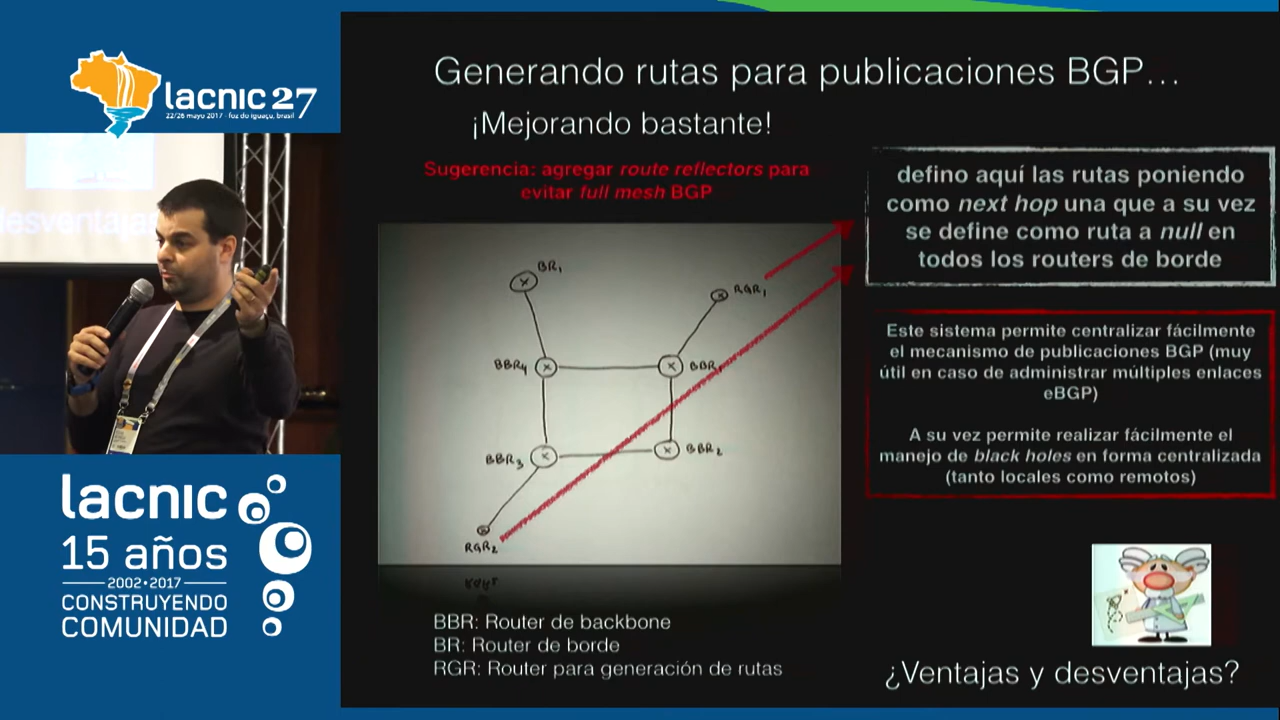 lacnic 27
22/26 mayo 2017 - foz do iguaçu, brasil
desventajas
lacnic
15 años
2002•2017
CONSTRUYENDO
COMUNIDAD
Generando rutas para publicaciones BGP...
¡Mejorando bastante!
Sugerencia: agregar route reflectors para
evitar full mesh BGP
BR1
RGR1
BBR4
BBR1
BBR3
BBR2
RGR2
BBR: Router de backbone
BR: Router de borde
RGR: Router para generación de rutas
defino aquí las rutas poniendo
como next hop una que a su vez
se define como ruta a null en
todos los routers de borde
Este sistema permite centralizar fácilmente
el mecanismo de publicaciones BGP (muy
útil en caso de administrar múltiples enlaces
eBGP)
A su vez permite realizar fácilmente el
manejo de black holes en forma centralizada
(tanto locales como remotos)
¿Ventajas y desventajas?